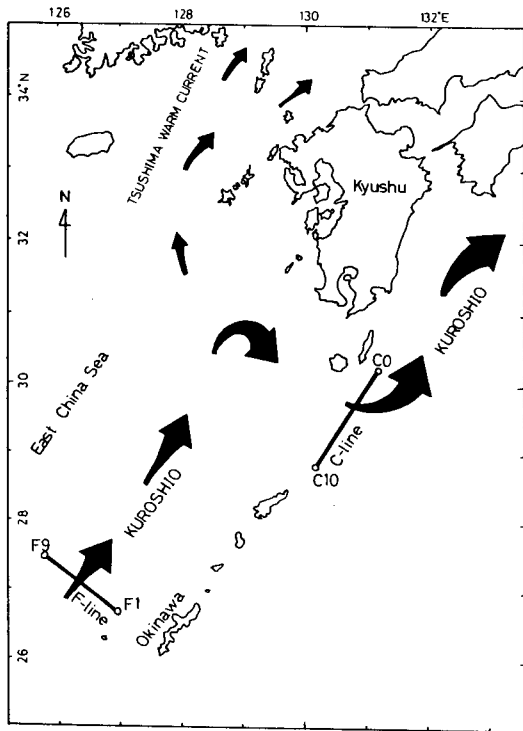 126
128
130
132°E
34°N
32
30
28
26
N
TSUSHIMA WARM CURRENT
Kyushu
East China Sea
KUROSHIO
KUROSHIO
C0
C-line
C10
F9
F-line
F1
Okinawa